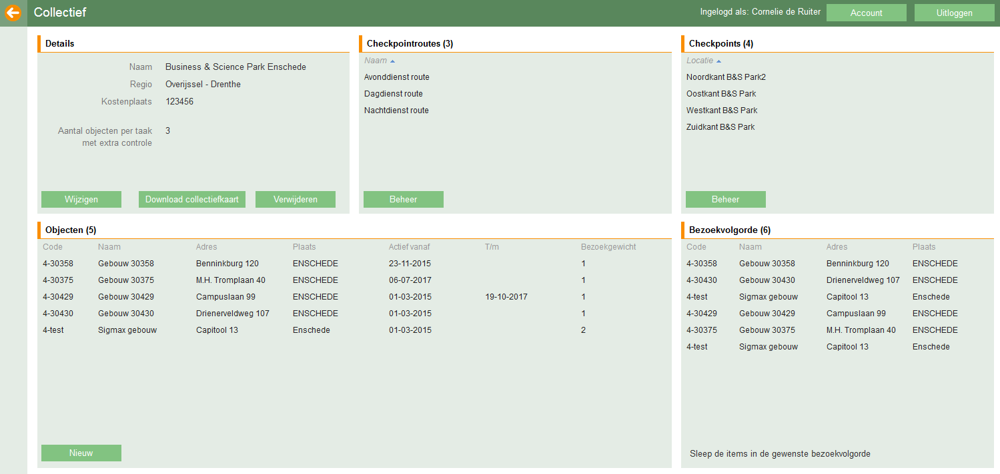 Collectief
Ingelogd als: Cornelie de Ruiter
Account
Uitloggen
Details
Naam Business & Science Park Enschede
Regio Overijssel - Drenthe
Kostenplaats 123456
Aantal objecten per taak 3
met extra controle
Wijzigen
Download collectiefkaart
Verwijderen
Checkpointroutes (3)
Naam
Avonddienst route
Dagdienst route
Nachtdienst route
Beheer
Checkpoints (4)
Locatie
Noordkant B&S Park2
Oostkant B&S Park
Westkant B&S Park
Zuidkant B&S Park
Beheer
Objecten (5)
Code Naam Adres Plaats Actief vanaf T/m Bezoekgewicht
4-30358 Gebouw 30358 Benninkburg 120 ENSCHEDE 23-11-2015 1
4-30375 Gebouw 30375 M.H. Tromplaan 40 ENSCHEDE 06-07-2017 1
4-30429 Gebouw 30429 Campuslaan 99 ENSCHEDE 01-03-2015 19-10-2017 1
4-30430 Gebouw 30430 Drienerveldweg 107 ENSCHEDE 01-03-2015 1
4-test Sigmax gebouw Capitool 13 Enschede 01-03-2015 2
Nieuw
Bezoekvolgorde (6)
Code Naam Adres Plaats
4-30358 Gebouw 30358 Benninkburg 120 ENSCHEDE
4-30430 Gebouw 30430 Drienerveldweg 107 ENSCHEDE
4-test Sigmax gebouw Capitool 13 Enschede
4-30429 Gebouw 30429 Campuslaan 99 ENSCHEDE
4-30375 Gebouw 30375 M.H. Tromplaan 40 ENSCHEDE
4-test Sigmax gebouw Capitool 13 Enschede
Sleep de items in de gewenste bezoekvolgorde